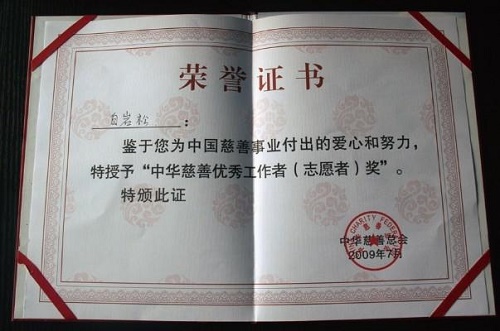 荣誉证书
白岩松：
鉴于您为中国慈善事业付出的爱心和努力，
特授予“中华慈善优秀工作者（志愿者）奖”。
特颁此证
中华慈善总会
2009年7月
CHARITY FEDER